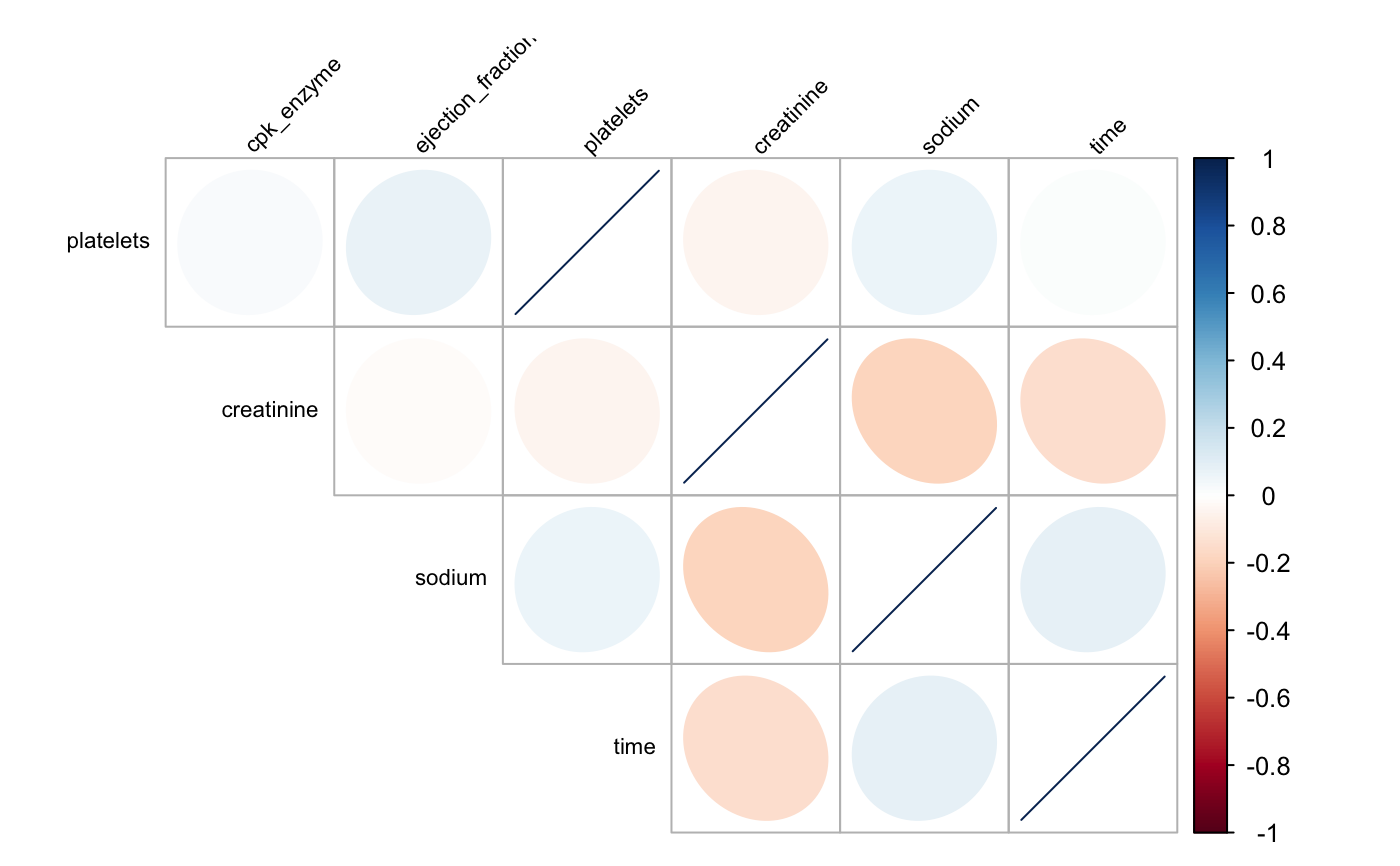 cpk_enzyme
ejection_fraction
platelets
creatinine
sodium
time
platelets
creatinine
sodium
time
1
0.8
0.6
0.4
0.2
0
-0.2
-0.4
-0.6
-0.8
-1